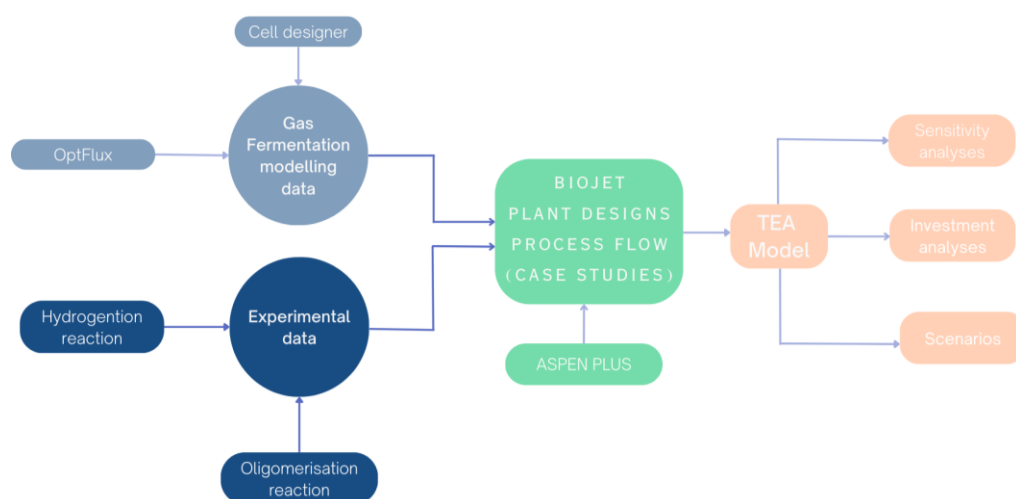 Cell designer
Gas
Fermentation
modelling
data
OptFlux
BIOJET
PLANT DESIGNS
PROCESS FLOW
(CASE STUDIES)
TEA
Model
Sensitivity
analyses
Investment
analyses
Scenarios
Hydrogention
reaction
Experimental
data
ASPEN PLUS
Oligomerisation
reaction